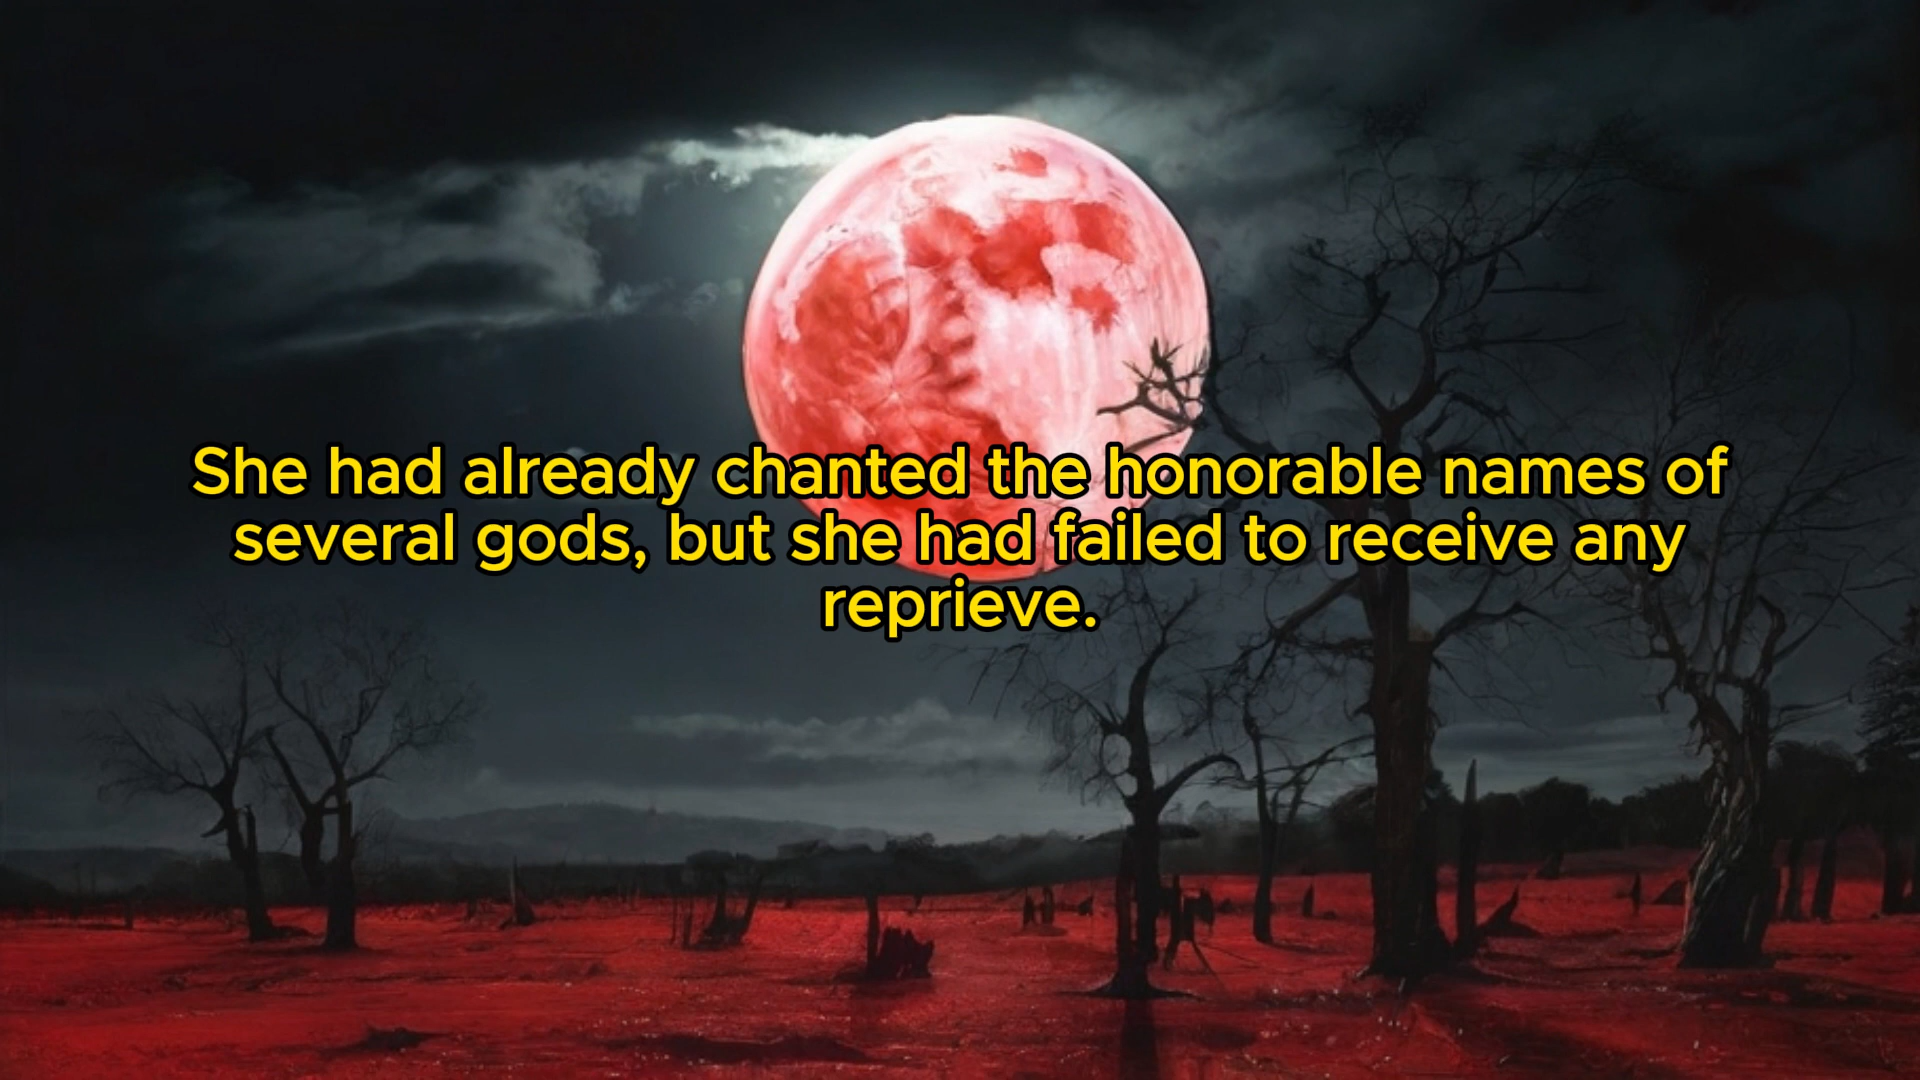 She had already chanted the honorable names of
several gods, but she had failed to receive any
reprieve.